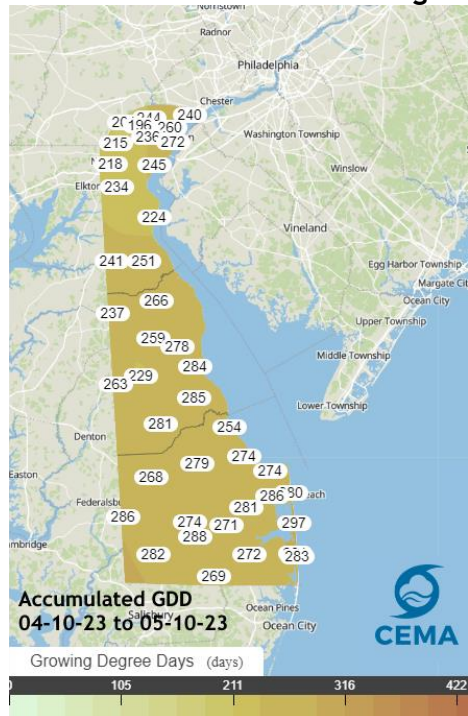 Norristown
Radnor
Philadelphia
Chester
244 240
196 260
236
215 272 Washington Township
218 245 Winslow
Elkton 234
224 Vineland
241 251 Egg Harbor Township
Margate City
Ocean City
266
237 Upper Township
259
278 Middle Township
284
229
263
285 Lower Township
281
Denton 254
274
279 274
268
Easton
286
281
Federalsb
286 274 271 297
288
282 272 283
269
Accumulated GDD
04-10-23 to 05-10-23
Salisbury
Ocean Pines
Ocean City
CEMA
Growing Degree Days (days)
105 211 316 422